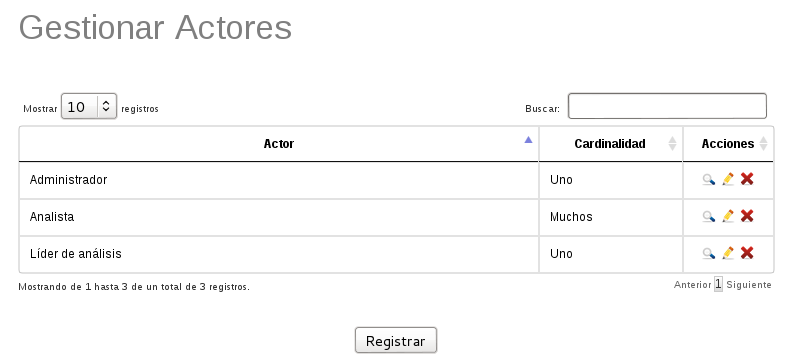 Gestionar Actores
Mostrar 10 registros Buscar:
Actor Cardinalidad Acciones
Administrador Uno
Analista Muchos
Líder de análisis Uno
Mostrando de 1 hasta 3 de un total de 3 registros. Anterior 1 Siguiente
Registrar